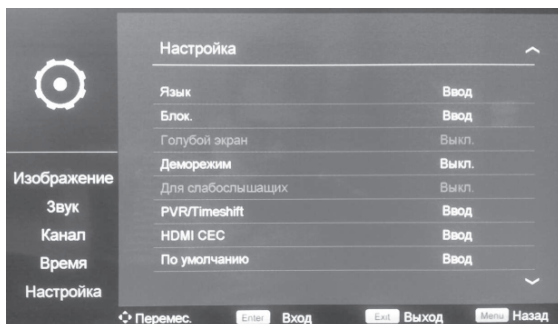 Настройка
Язык Ввод
Блок. Ввод
Голубой экран Выкл.
Деморежим Выкл.
Для слабослышащих Выкл.
PVR/Timeshift Ввод
HDMI CEC Ввод
По умолчанию Ввод
Изображение
Звук
Канал
Время
Настройка
Перемес. Enter Вход Exit Выход Menu Назад